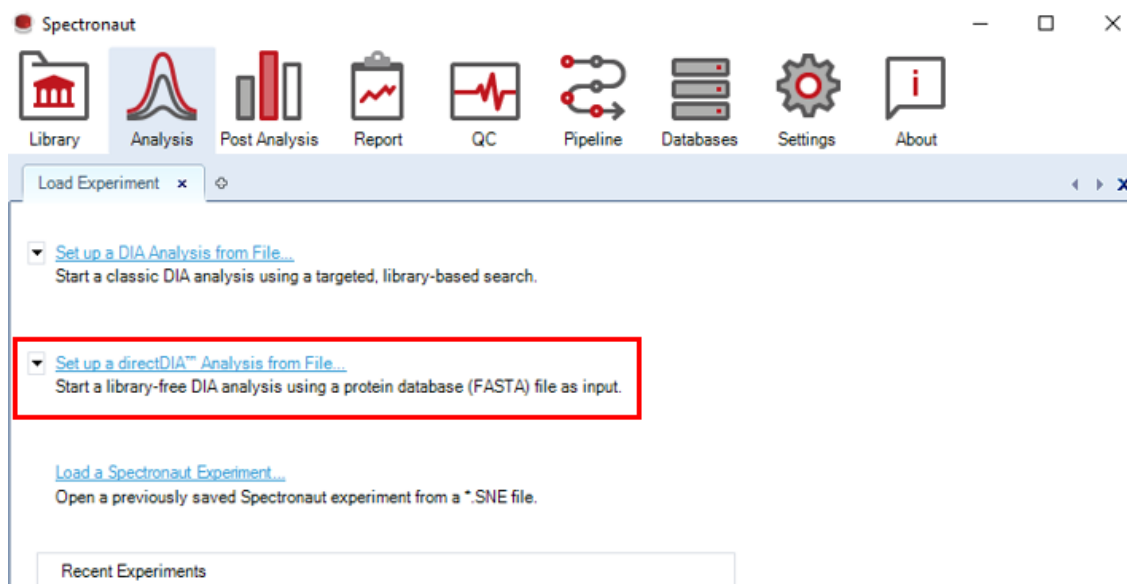 Spectronaut
Library Analysis Post Analysis Report QC Pipeline Databases Settings About
Load Experiment
Set up a DIA Analysis from File...
Start a classic DIA analysis using a targeted, library-based search.
Set up a directDIA™ Analysis from File...
Start a library-free DIA analysis using a protein database (FASTA) file as input.
Load a Spectronaut Experiment...
Open a previously saved Spectronaut experiment from a *.SNE file.
Recent Experiments